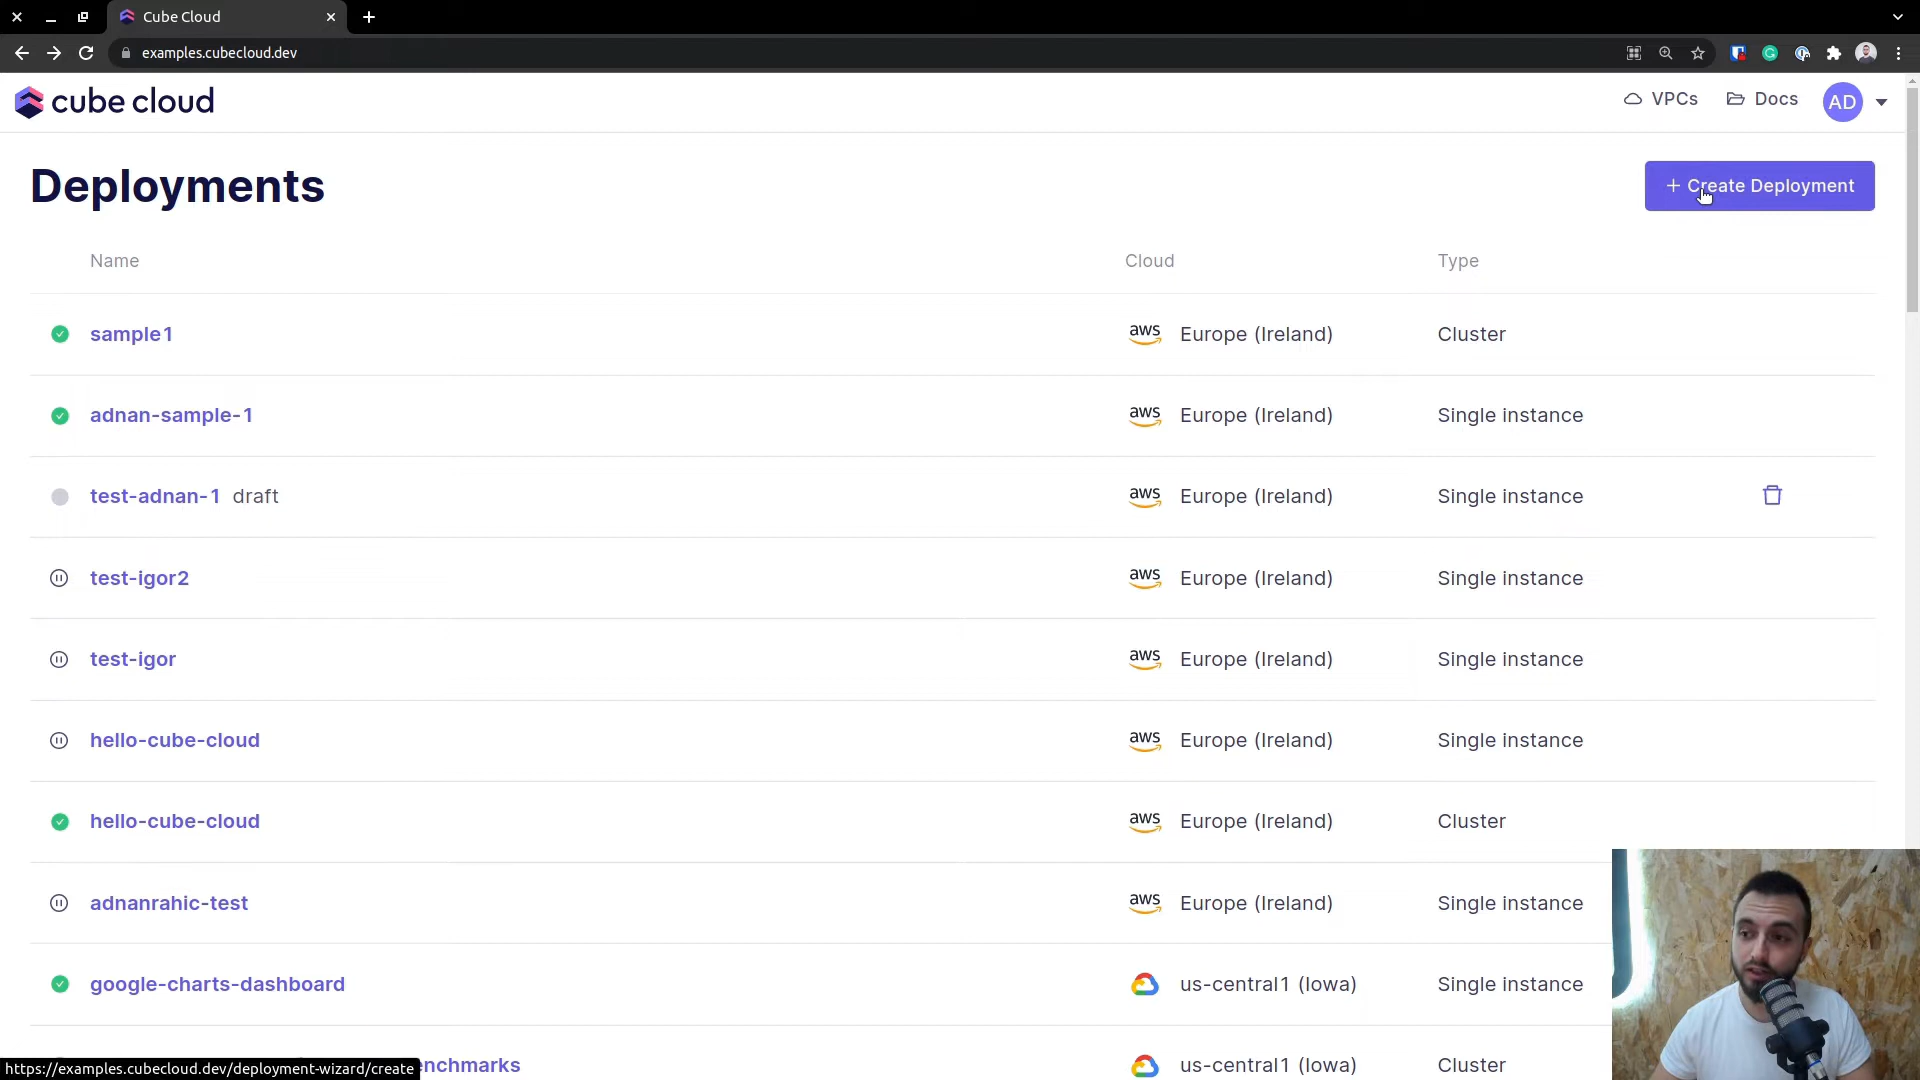 Cube Cloud
examples.cubecloud.dev
cube cloud
VPCs
Docs
AD
Deployments
+ Create Deployment
Name
Cloud
Type
sample1
aws
Europe (Ireland)
Cluster
adnan-sample-1
aws
Europe (Ireland)
Single instance
test-adnan-1 draft
aws
Europe (Ireland)
Single instance
test-igor2
aws
Europe (Ireland)
Single instance
test-igor
aws
Europe (Ireland)
Single instance
hello-cube-cloud
aws
Europe (Ireland)
Single instance
hello-cube-cloud
aws
Europe (Ireland)
Cluster
adnanrahic-test
aws
Europe (Ireland)
Single instance
google-charts-dashboard
us-central1 (Iowa)
Single instance
enchmarks
us-central1 (Iowa)
Cluster
https://examples.cubecloud.dev/deployment-wizard/create